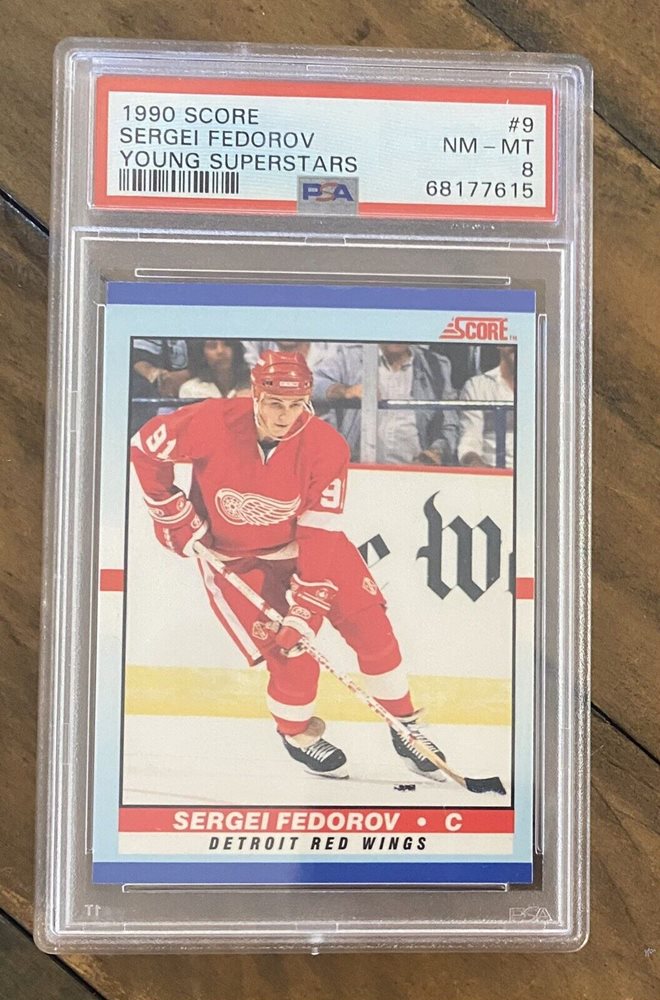 1990 SCORE #9
SERGEI FEDOROV NM - MT
YOUNG SUPERSTARS 8
PSA 68177615
SCORE TM
91 9
W
SERGEI FEDOROV • C
DETROIT RED WINGS
PSA